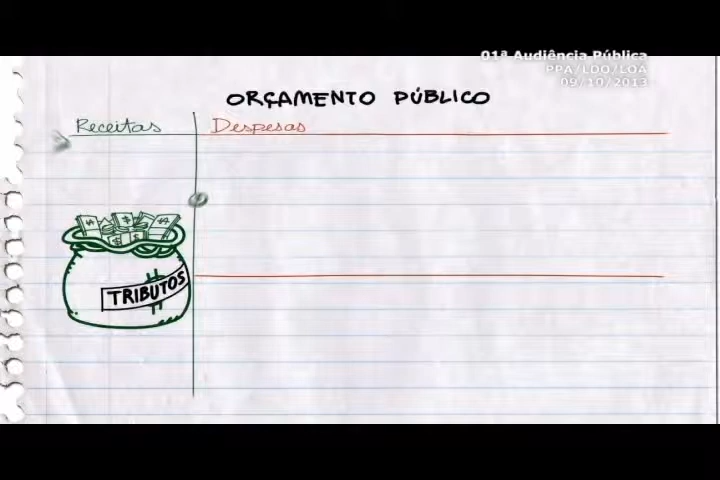 01ª Audiência Pública
PPA/LDO/LOA
09/10/2013
ORÇAMENTO PÚBLICO
Receitas
Despesas
TRIBUTOS